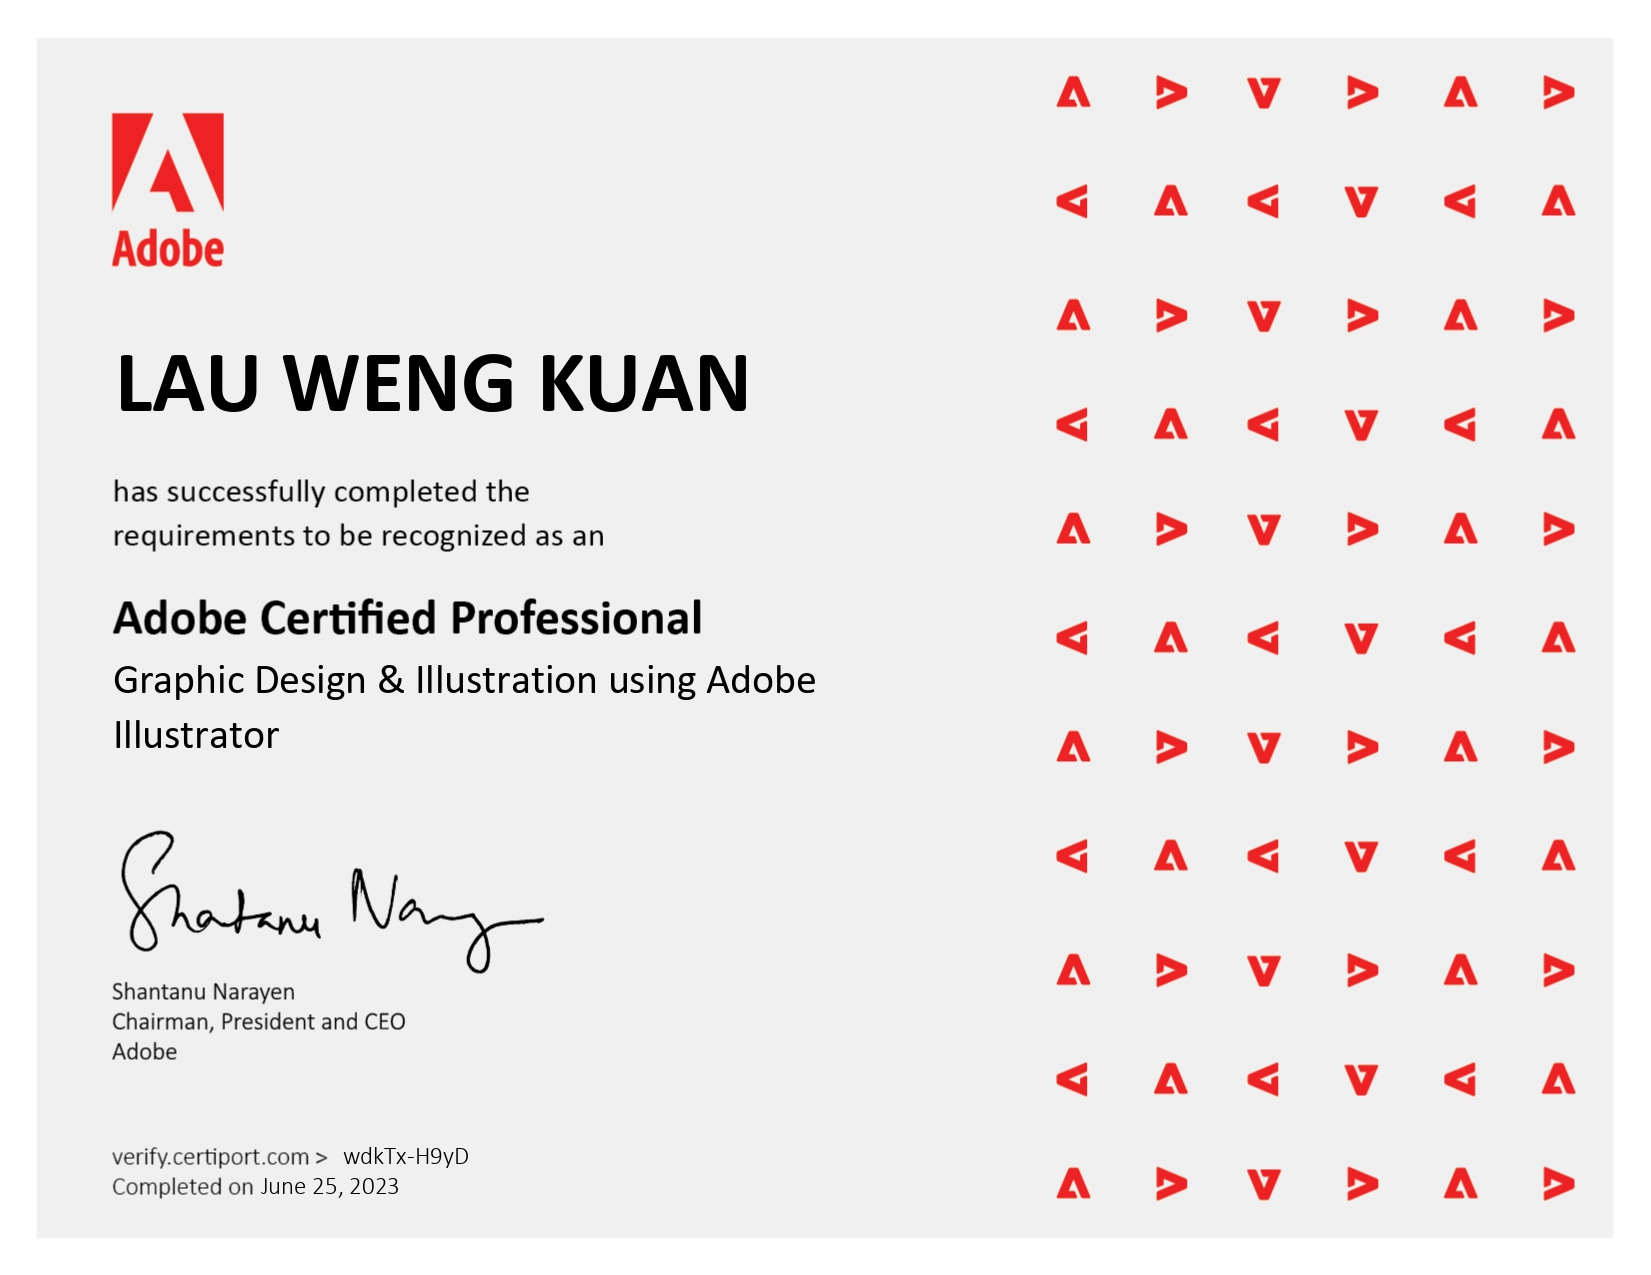 Adobe
LAU WENG KUAN
has successfully completed the
requirements to be recognized as an
Adobe Certified Professional
Graphic Design & Illustration using Adobe
Illustrator
Shantanu Narayen
Chairman, President and CEO
Adobe
verify.certiport.com > wdkTx-H9yD
Completed on June 25, 2023